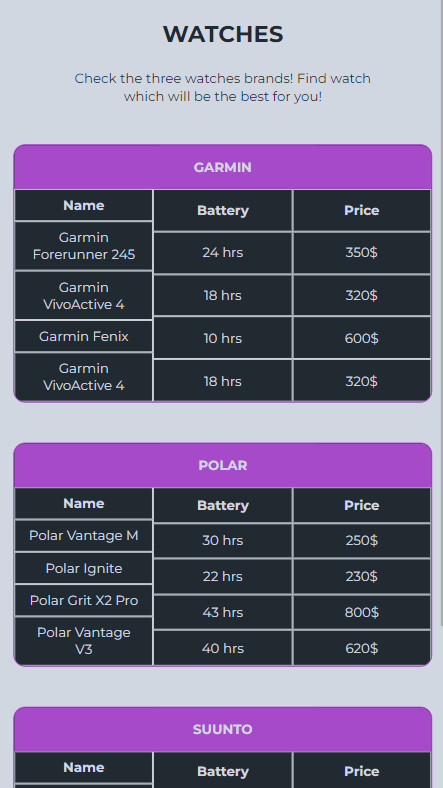 WATCHES
Check the three watches brands! Find watch
which will be the best for you!
GARMIN
Name Battery Price
Garmin
Forerunner 245 24 hrs 350$
Garmin
VivoActive 4 18 hrs 320$
Garmin Fenix 10 hrs 600$
Garmin
VivoActive 4 18 hrs 320$
POLAR
Name Battery Price
Polar Vantage M 30 hrs 250$
Polar Ignite 22 hrs 230$
Polar Grit X2 Pro 43 hrs 800$
Polar Vantage
V3 40 hrs 620$
SUUNTO
Name Battery Price